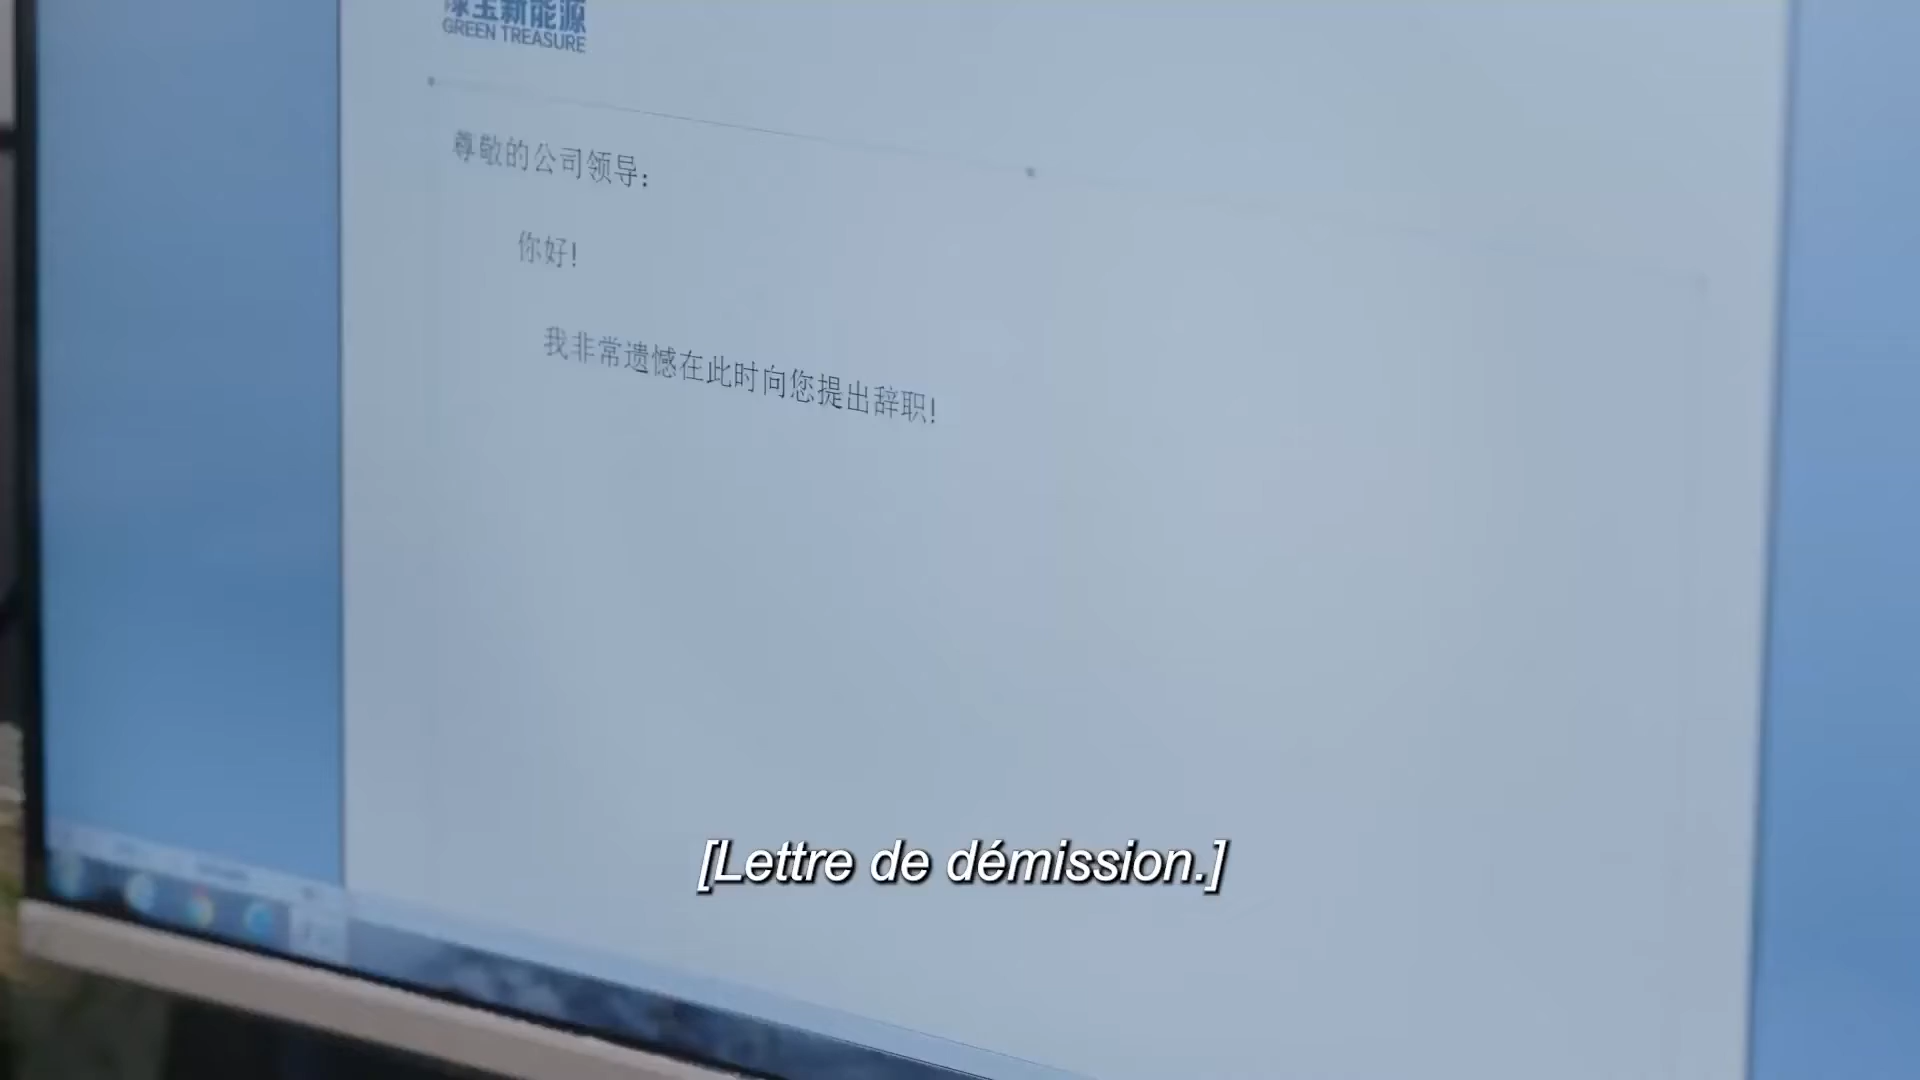 绿宝新能源
GREEN TREASURE
尊敬的公司领导:
你好!
我非常遗憾在此时向您提出辞职!
[Lettre de démission.]